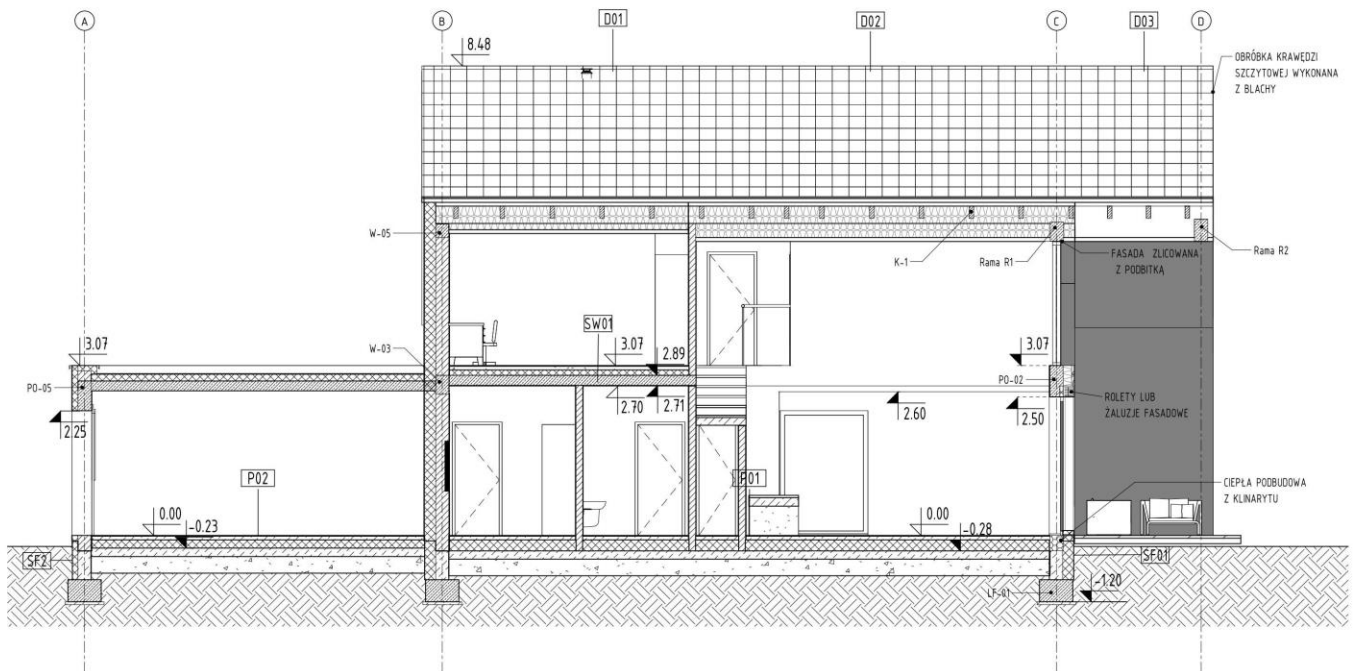 A
B
D01
D02
C
D03
D
8.48
OBRÓBKA KRAWĘDZI
SZCZYTOWEJ WYKONANA
Z BLACHY
W-05
K-1
Rama R1
FASADA ZLICOWANA
Z PODBITKĄ
Rama R2
SW01
3.07
W-03
3.07
2.89
3.07
PO-05
PO-02
2.25
2.70
2.71
2.60
2.50
ROLETY LUB
ŻALUZJE FASADOWE
P02
P01
CIEPŁA PODBUDOWA
Z KLINARYTU
0.00
-0.23
0.00
-0.28
SF2
SF01
LF-01
-1.20